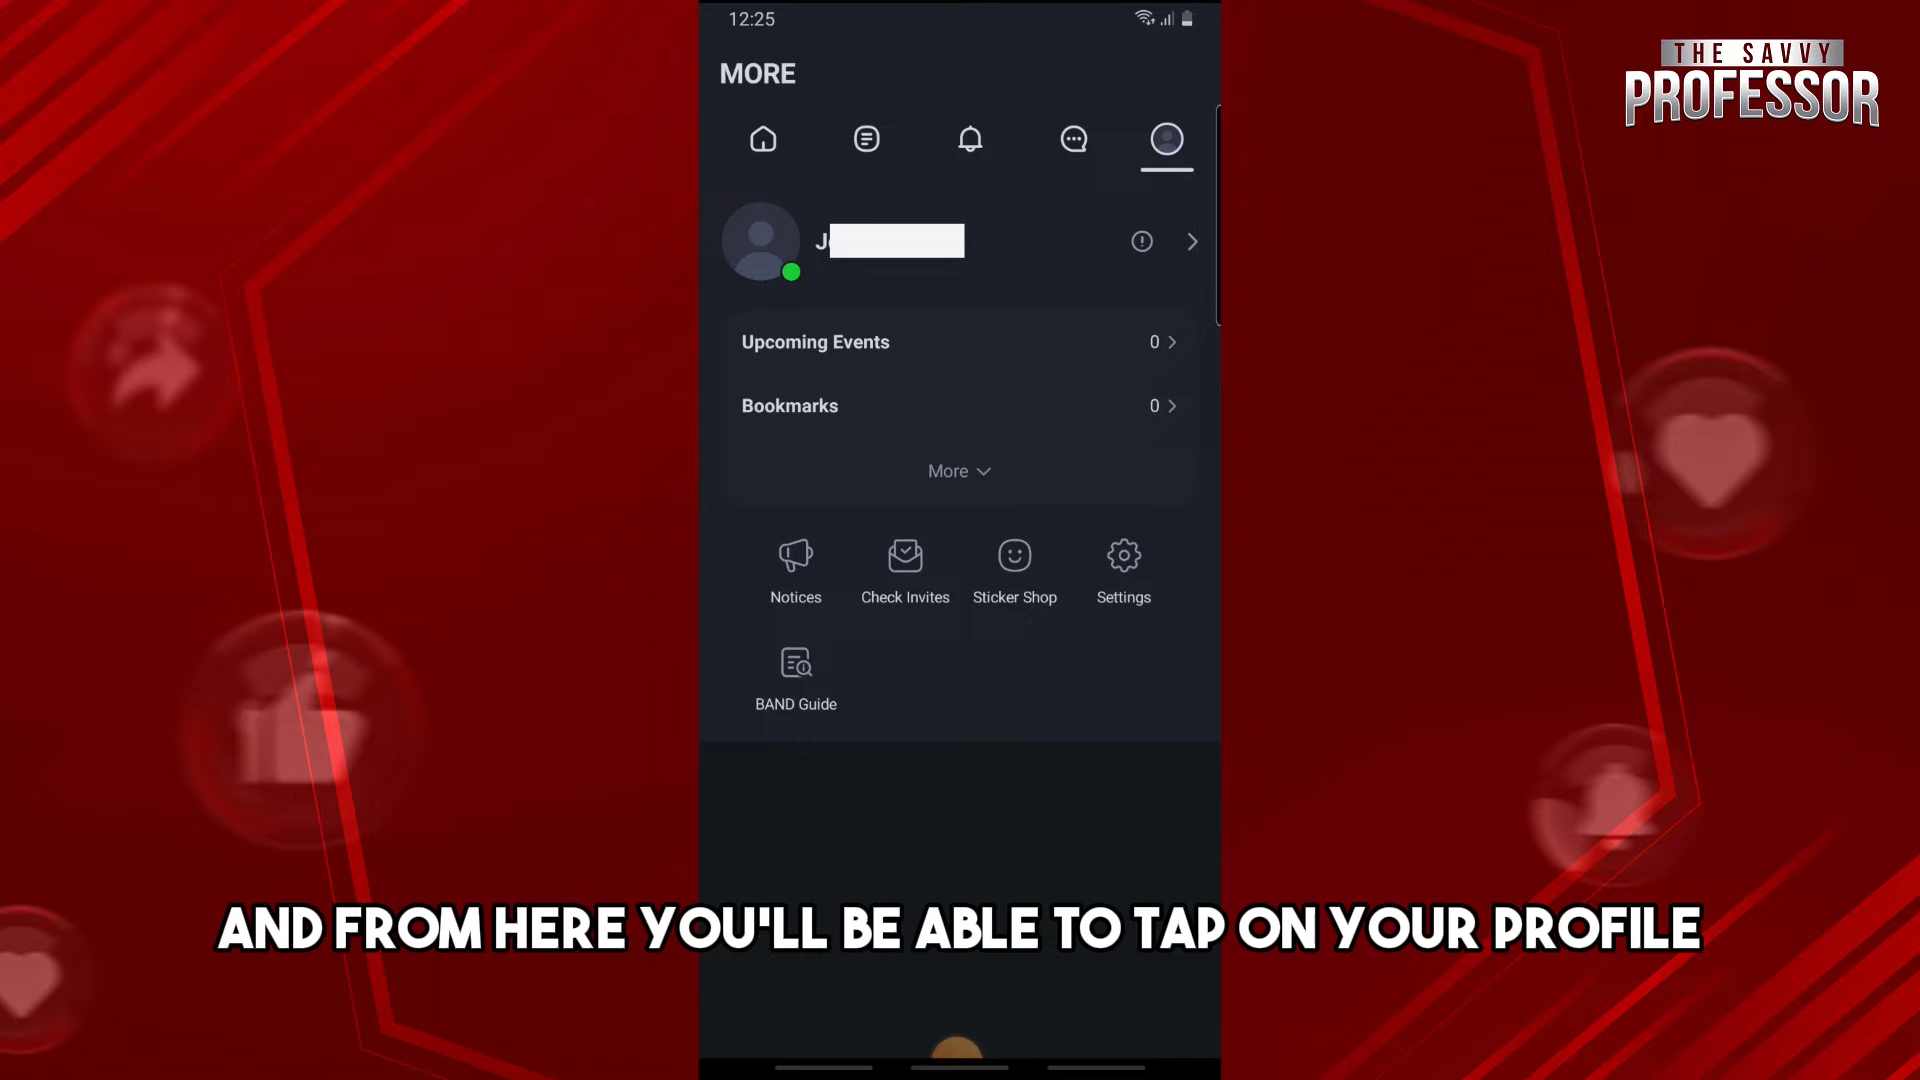 12:25
THE SAVVY
PROFESSOR
MORE
J
Upcoming Events 0
Bookmarks 0
More
Notices Check Invites Sticker Shop Settings
BAND Guide
AND FROM HERE YOU'LL BE ABLE TO TAP ON YOUR PROFILE